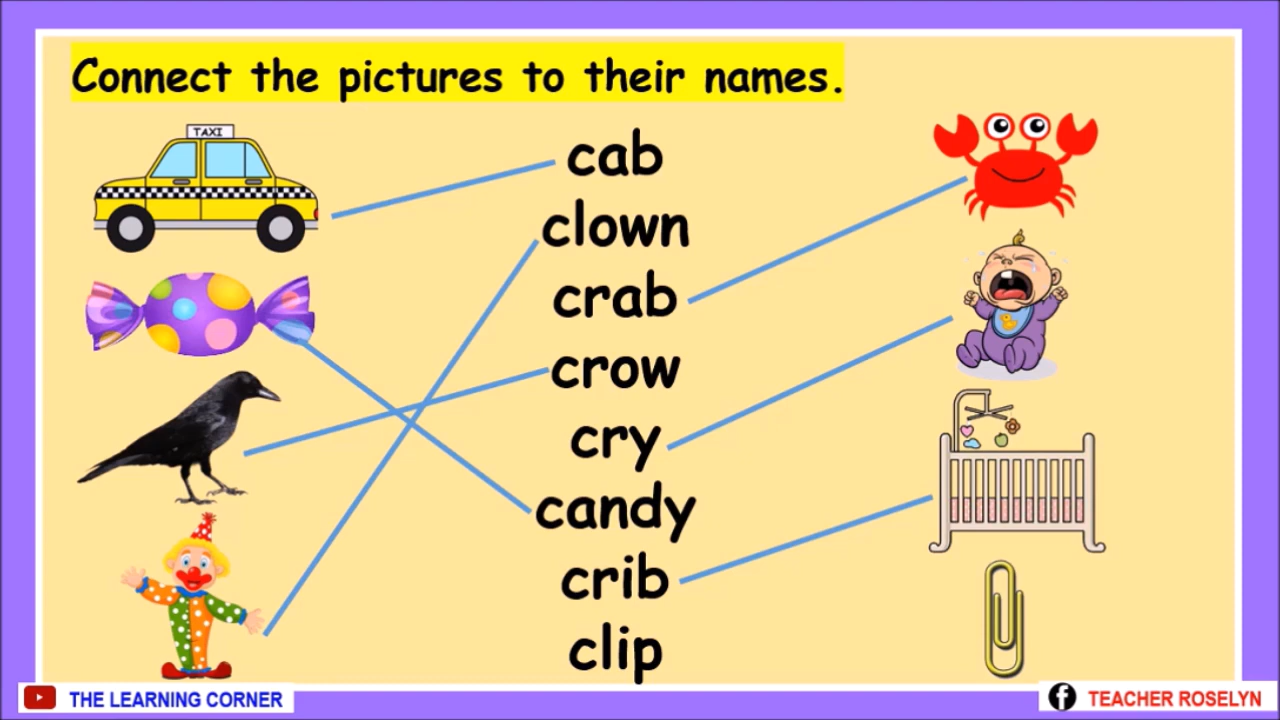 Connect the pictures to their names.
TAXI
cab
clown
crab
crow
cry
candy
crib
clip
THE LEARNING CORNER
TEACHER ROSELYN